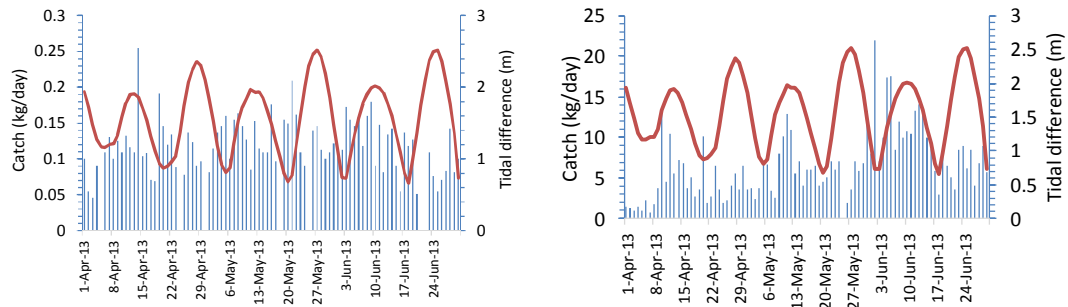 Catch (kg/day)
0.3
0.25
0.2
0.15
0.1
0.05
0
3
2
1
0
Tidal difference (m)
1-Apr-13
8-Apr-13
15-Apr-13
22-Apr-13
29-Apr-13
6-May-13
13-May-13
20-May-13
27-May-13
3-Jun-13
10-Jun-13
17-Jun-13
24-Jun-13
Catch (kg/day)
25
20
15
10
5
0
3
2.5
2
1.5
1
0.5
0
Tidal difference (m)
1-Apr-13
8-Apr-13
15-Apr-13
22-Apr-13
29-Apr-13
6-May-13
13-May-13
20-May-13
27-May-13
3-Jun-13
10-Jun-13
17-Jun-13
24-Jun-13